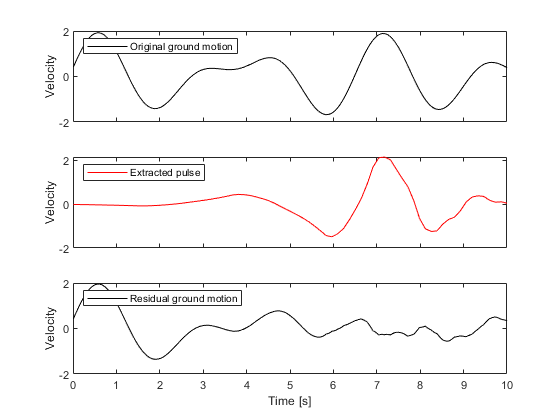 2
Original ground motion
Velocity
0
-2
2
Extracted pulse
Velocity
0
-2
2
Residual ground motion
Velocity
0
-2
0 1 2 3 4 5 6 7 8 9 10
Time [s]